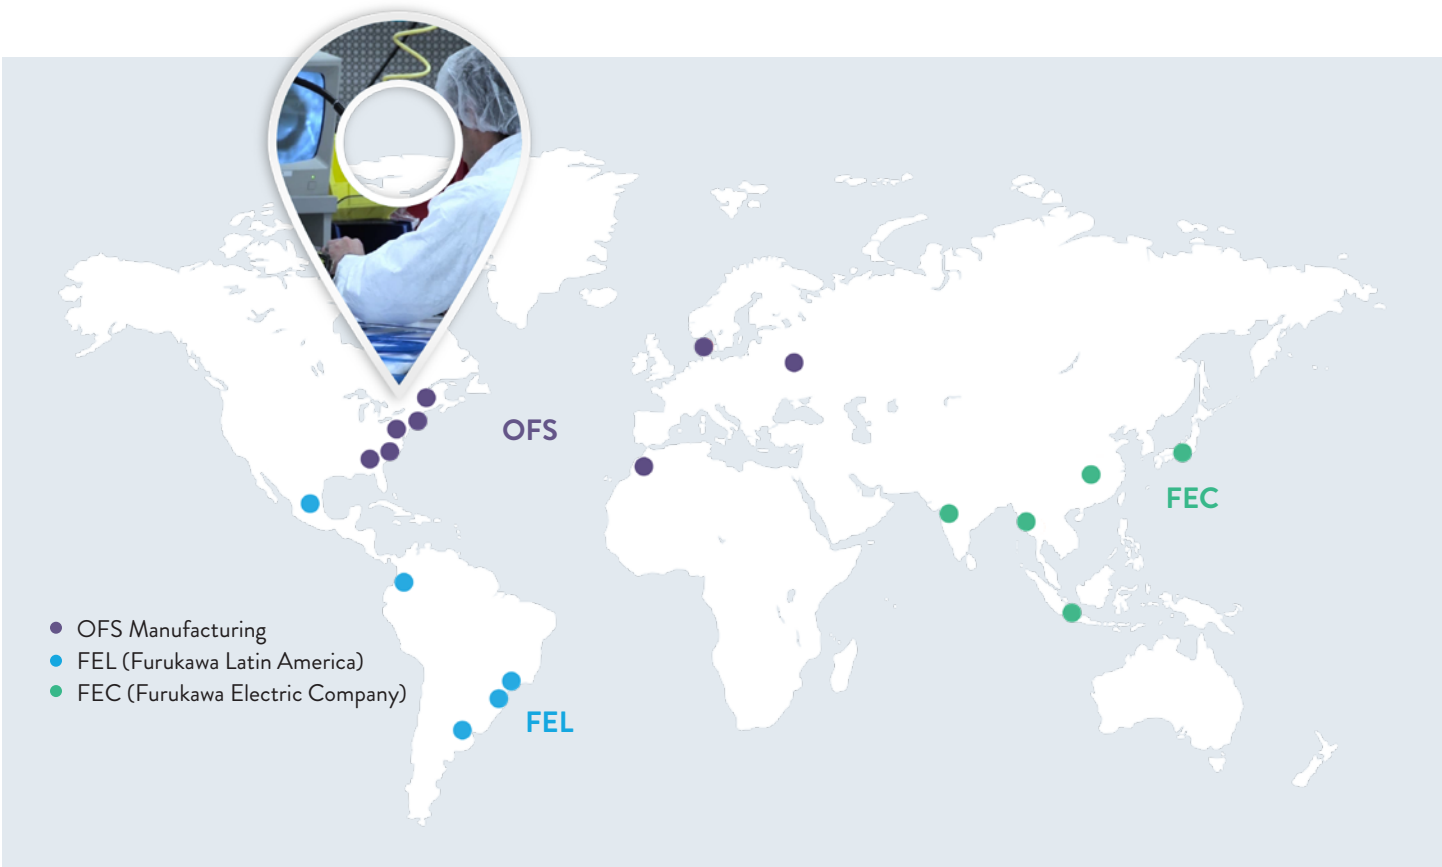 OFS
FEC
OFS Manufacturing
FEL (Furukawa Latin America)
FEC (Furukawa Electric Company)
FEL